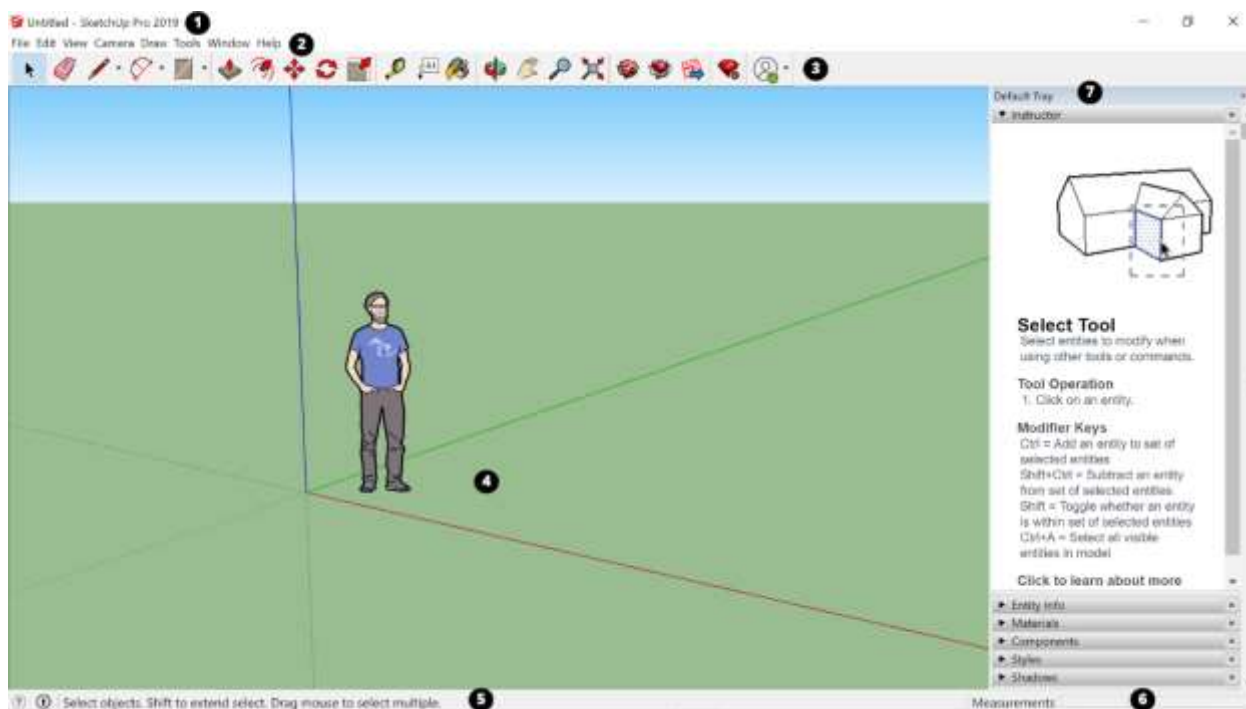 Untitled - SketchUp Pro 2019 1
File Edit View Camera Draw Tools Window Help 2
A1
3
Default Tray 7
Instructor
Select Tool
Select entities to modify when
using other tools or commands.
Tool Operation
1. Click on an entity.
Modifier Keys
Ctrl = Add an entity to set of
selected entities
Shift+Ctrl = Subtract an entity
from set of selected entities
Shift = Toggle whether an entity
is within set of selected entities
Ctrl+A = Select all visible
entities in model
Click to learn about more
4
Entity Info
Materials
Components
Styles
Shadows
Select objects. Shift to extend select. Drag mouse to select multiple. 5
Measurements 6